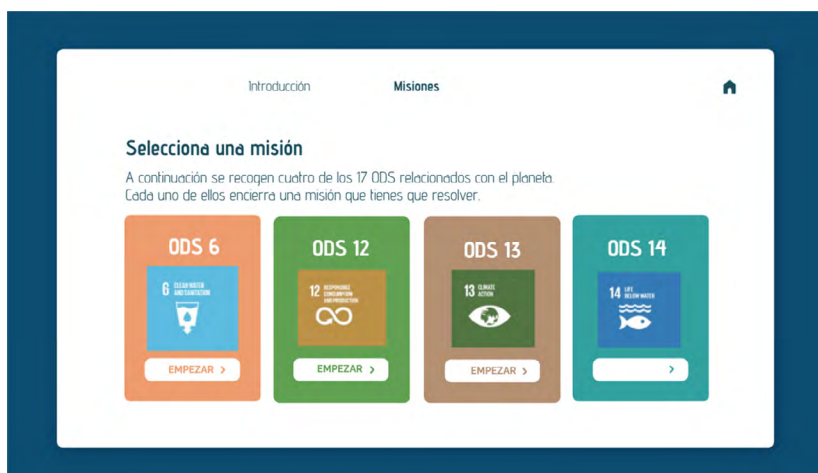 Introducción
Misiones
Selecciona una misión
A continuación se recogen cuatro de los 17 ODS relacionados con el planeta.
Cada uno de ellos encierra una misión que tienes que resolver.
ODS 6
6 CLEAN WATER
AND SANITATION
EMPEZAR >
ODS 12
12 RESPONSIBLE
CONSUMPTION
AND PRODUCTION
EMPEZAR >
ODS 13
13 CLIMATE
ACTION
EMPEZAR >
ODS 14
14 LIFE
BELOW WATER
>